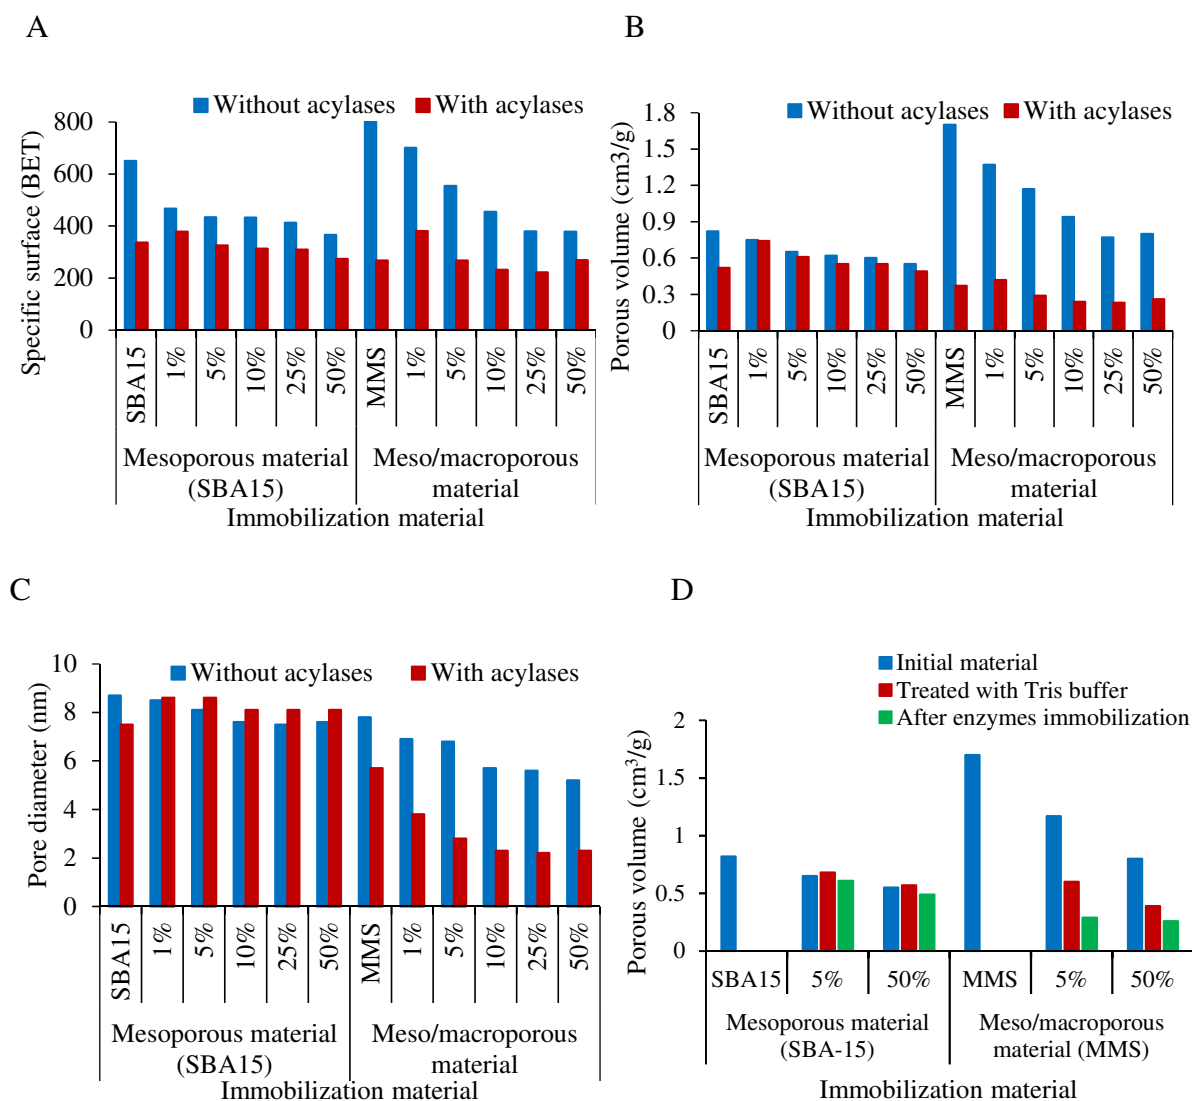 A
Without acylases With acylases
Specific surface (BET)
800
600
400
200
0
SBA15 1% 5% 10% 25% 50% MMS 1% 5% 10% 25% 50%
Mesoporous material Meso/macroporous
(SBA15) material
Immobilization material
B
Without acylases With acylases
Porous volume (cm3/g)
1.8
1.5
1.2
0.9
0.6
0.3
0
SBA15 1% 5% 10% 25% 50% MMS 1% 5% 10% 25% 50%
Mesoporous material Meso/macroporous
(SBA15) material
Immobilization material
C
Without acylases With acylases
Pore diameter (nm)
10
8
6
4
2
0
SBA15 1% 5% 10% 25% 50% MMS 1% 5% 10% 25% 50%
Mesoporous material Meso/macroporous
(SBA15) material
Immobilization material
D
Initial material
Treated with Tris buffer
After enzymes immobilization
Porous volume (cm³/g)
2
1.5
1
0.5
0
SBA15 5% 50% MMS 5% 50%
Mesoporous material Meso/macroporous
(SBA-15) material (MMS)
Immobilization material